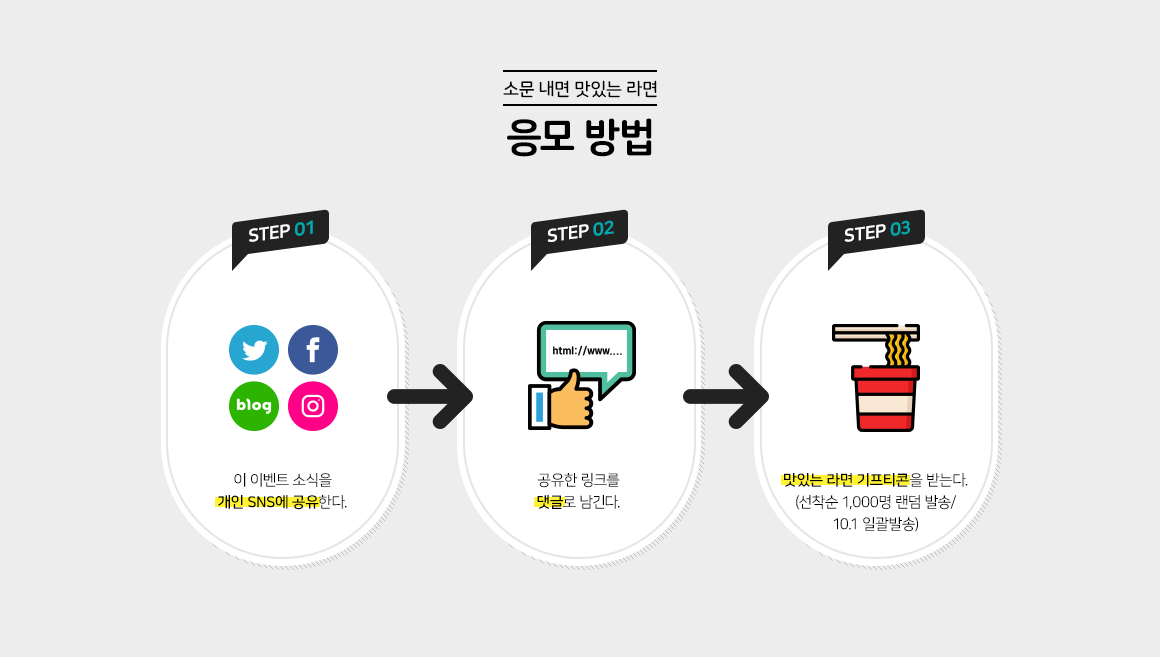 소문 내면 맛있는 라면
응모 방법
STEP 01
STEP 02
STEP 03
blog
html://www....
이 이벤트 소식을
개인 SNS에 공유한다.
공유한 링크를
댓글로 남긴다.
맛있는 라면 기프티콘을 받는다.
(선착순 1,000명 랜덤 발송/
10.1 일괄발송)